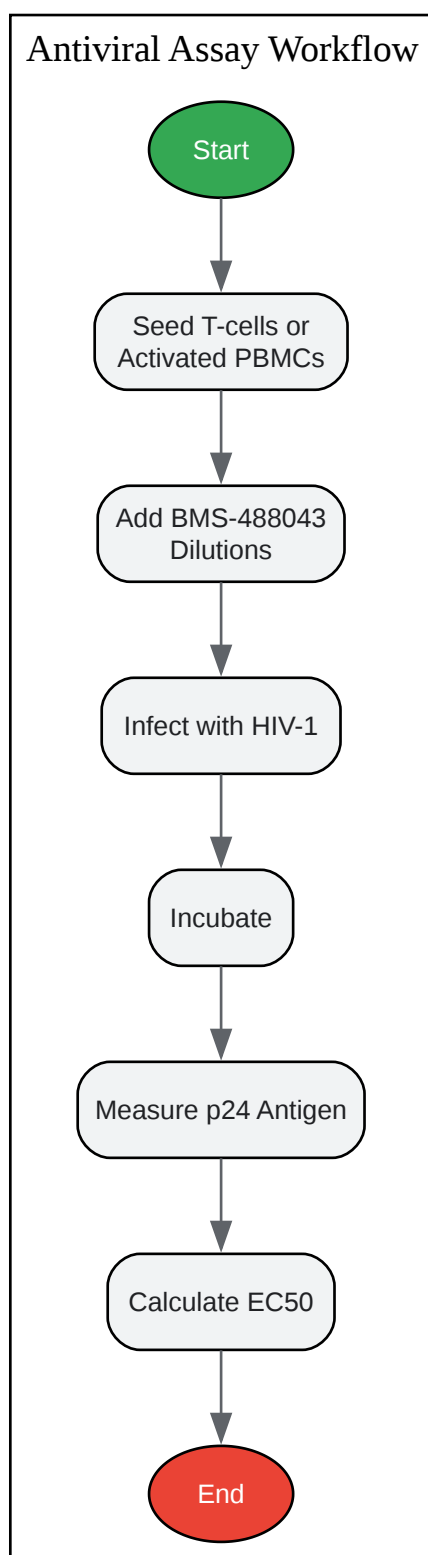 Antiviral Assay Workflow
Start
Seed T-cells or
Activated PBMCs
Add BMS-488043
Dilutions
Infect with HIV-1
Incubate
Measure p24 Antigen
Calculate EC50
End